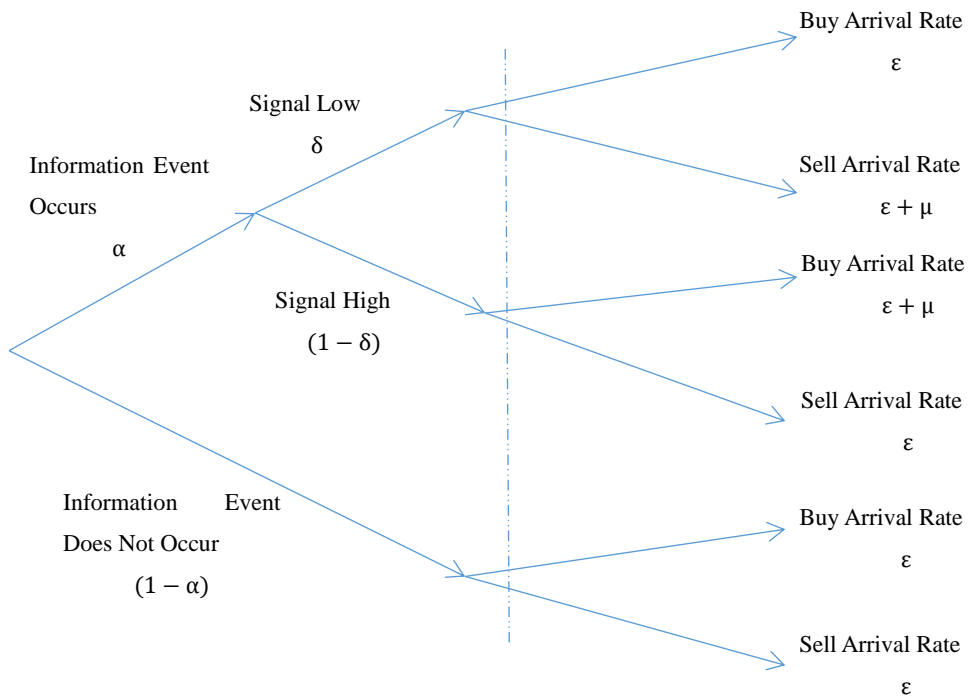 Buy Arrival Rate
ε
Signal Low
δ
Information Event
Occurs
α
Sell Arrival Rate
ε + μ
Buy Arrival Rate
ε + μ
Signal High
(1 − δ)
Sell Arrival Rate
ε
Information Event
Does Not Occur
(1 − α)
Buy Arrival Rate
ε
Sell Arrival Rate
ε